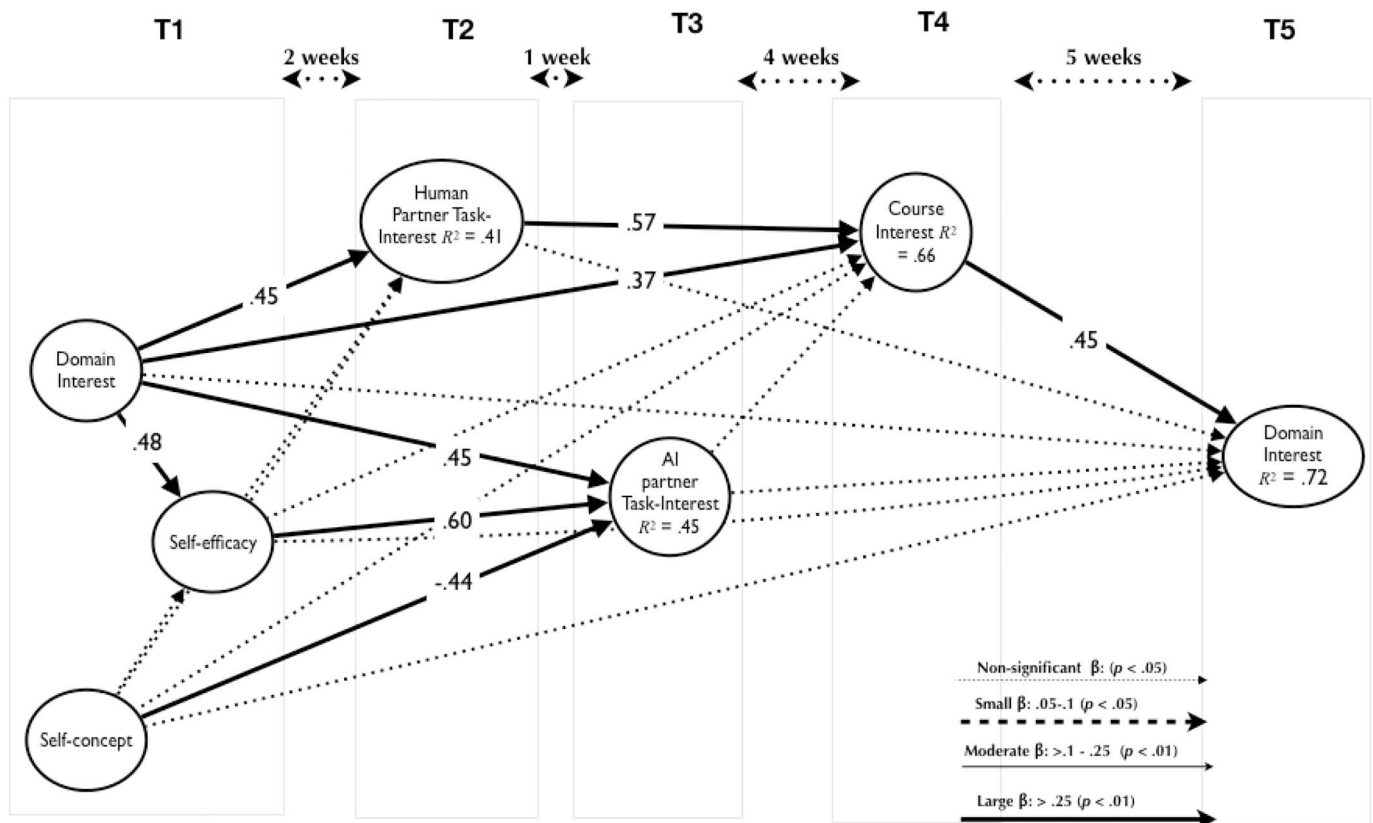 T1
T2
T3
T4
T5
2 weeks
1 week
4 weeks
5 weeks
Human
Partner Task-
Interest R² = .41
Course
Interest R²
= .66
.57
.37
.45
.45
Domain
Interest
.48
.45
AI
partner
Task-Interest
R² = .45
Domain
Interest
R² = .72
Self-efficacy
.60
-.44
Self-concept
Non-significant β: (p < .05)
Small β: .05-.1 (p < .05)
Moderate β: >.1 - .25 (p < .01)
Large β: > .25 (p < .01)